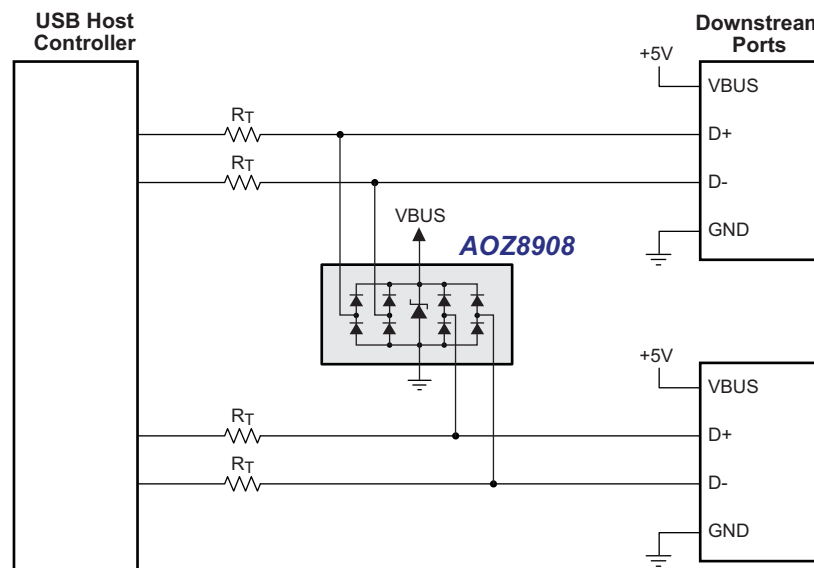 USB Host
Controller
Downstream
Ports
+5V
VBUS
RT
D+
RT
D-
VBUS
GND
AOZ8908
+5V
VBUS
RT
D+
RT
D-
GND